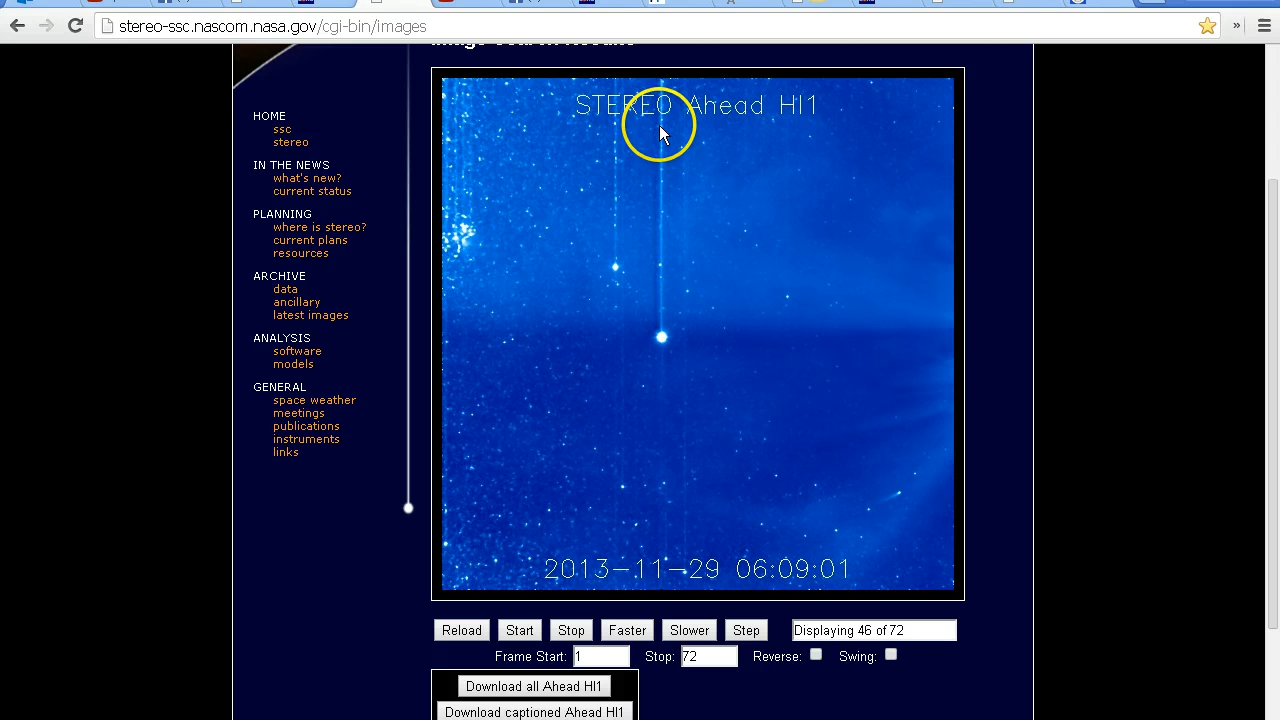 stereo-ssc.nascom.nasa.gov/cgi-bin/images
HOME
ssc
stereo
IN THE NEWS
what's new?
current status
PLANNING
where is stereo?
current plans
resources
ARCHIVE
data
ancillary
latest images
ANALYSIS
software
models
GENERAL
space weather
meetings
publications
instruments
links
STEREO Ahead HI1
2013-11-29 06:09:01
Reload Start Stop Faster Slower Step Displaying 46 of 72
Frame Start: 1 Stop: 72 Reverse: Swing:
Download all Ahead HI1
Download captioned Ahead HI1